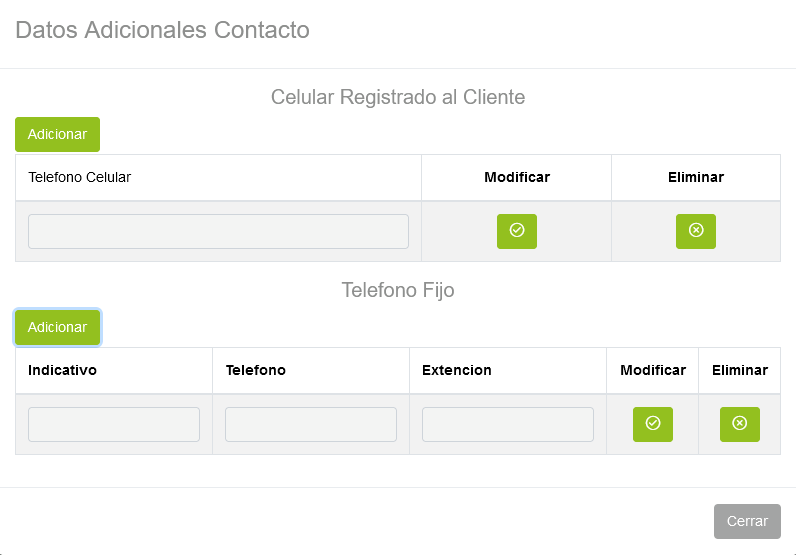 Datos Adicionales Contacto
Celular Registrado al Cliente
Adicionar
Telefono Celular Modificar Eliminar
Telefono Fijo
Adicionar
Indicativo Telefono Extencion Modificar Eliminar
Cerrar